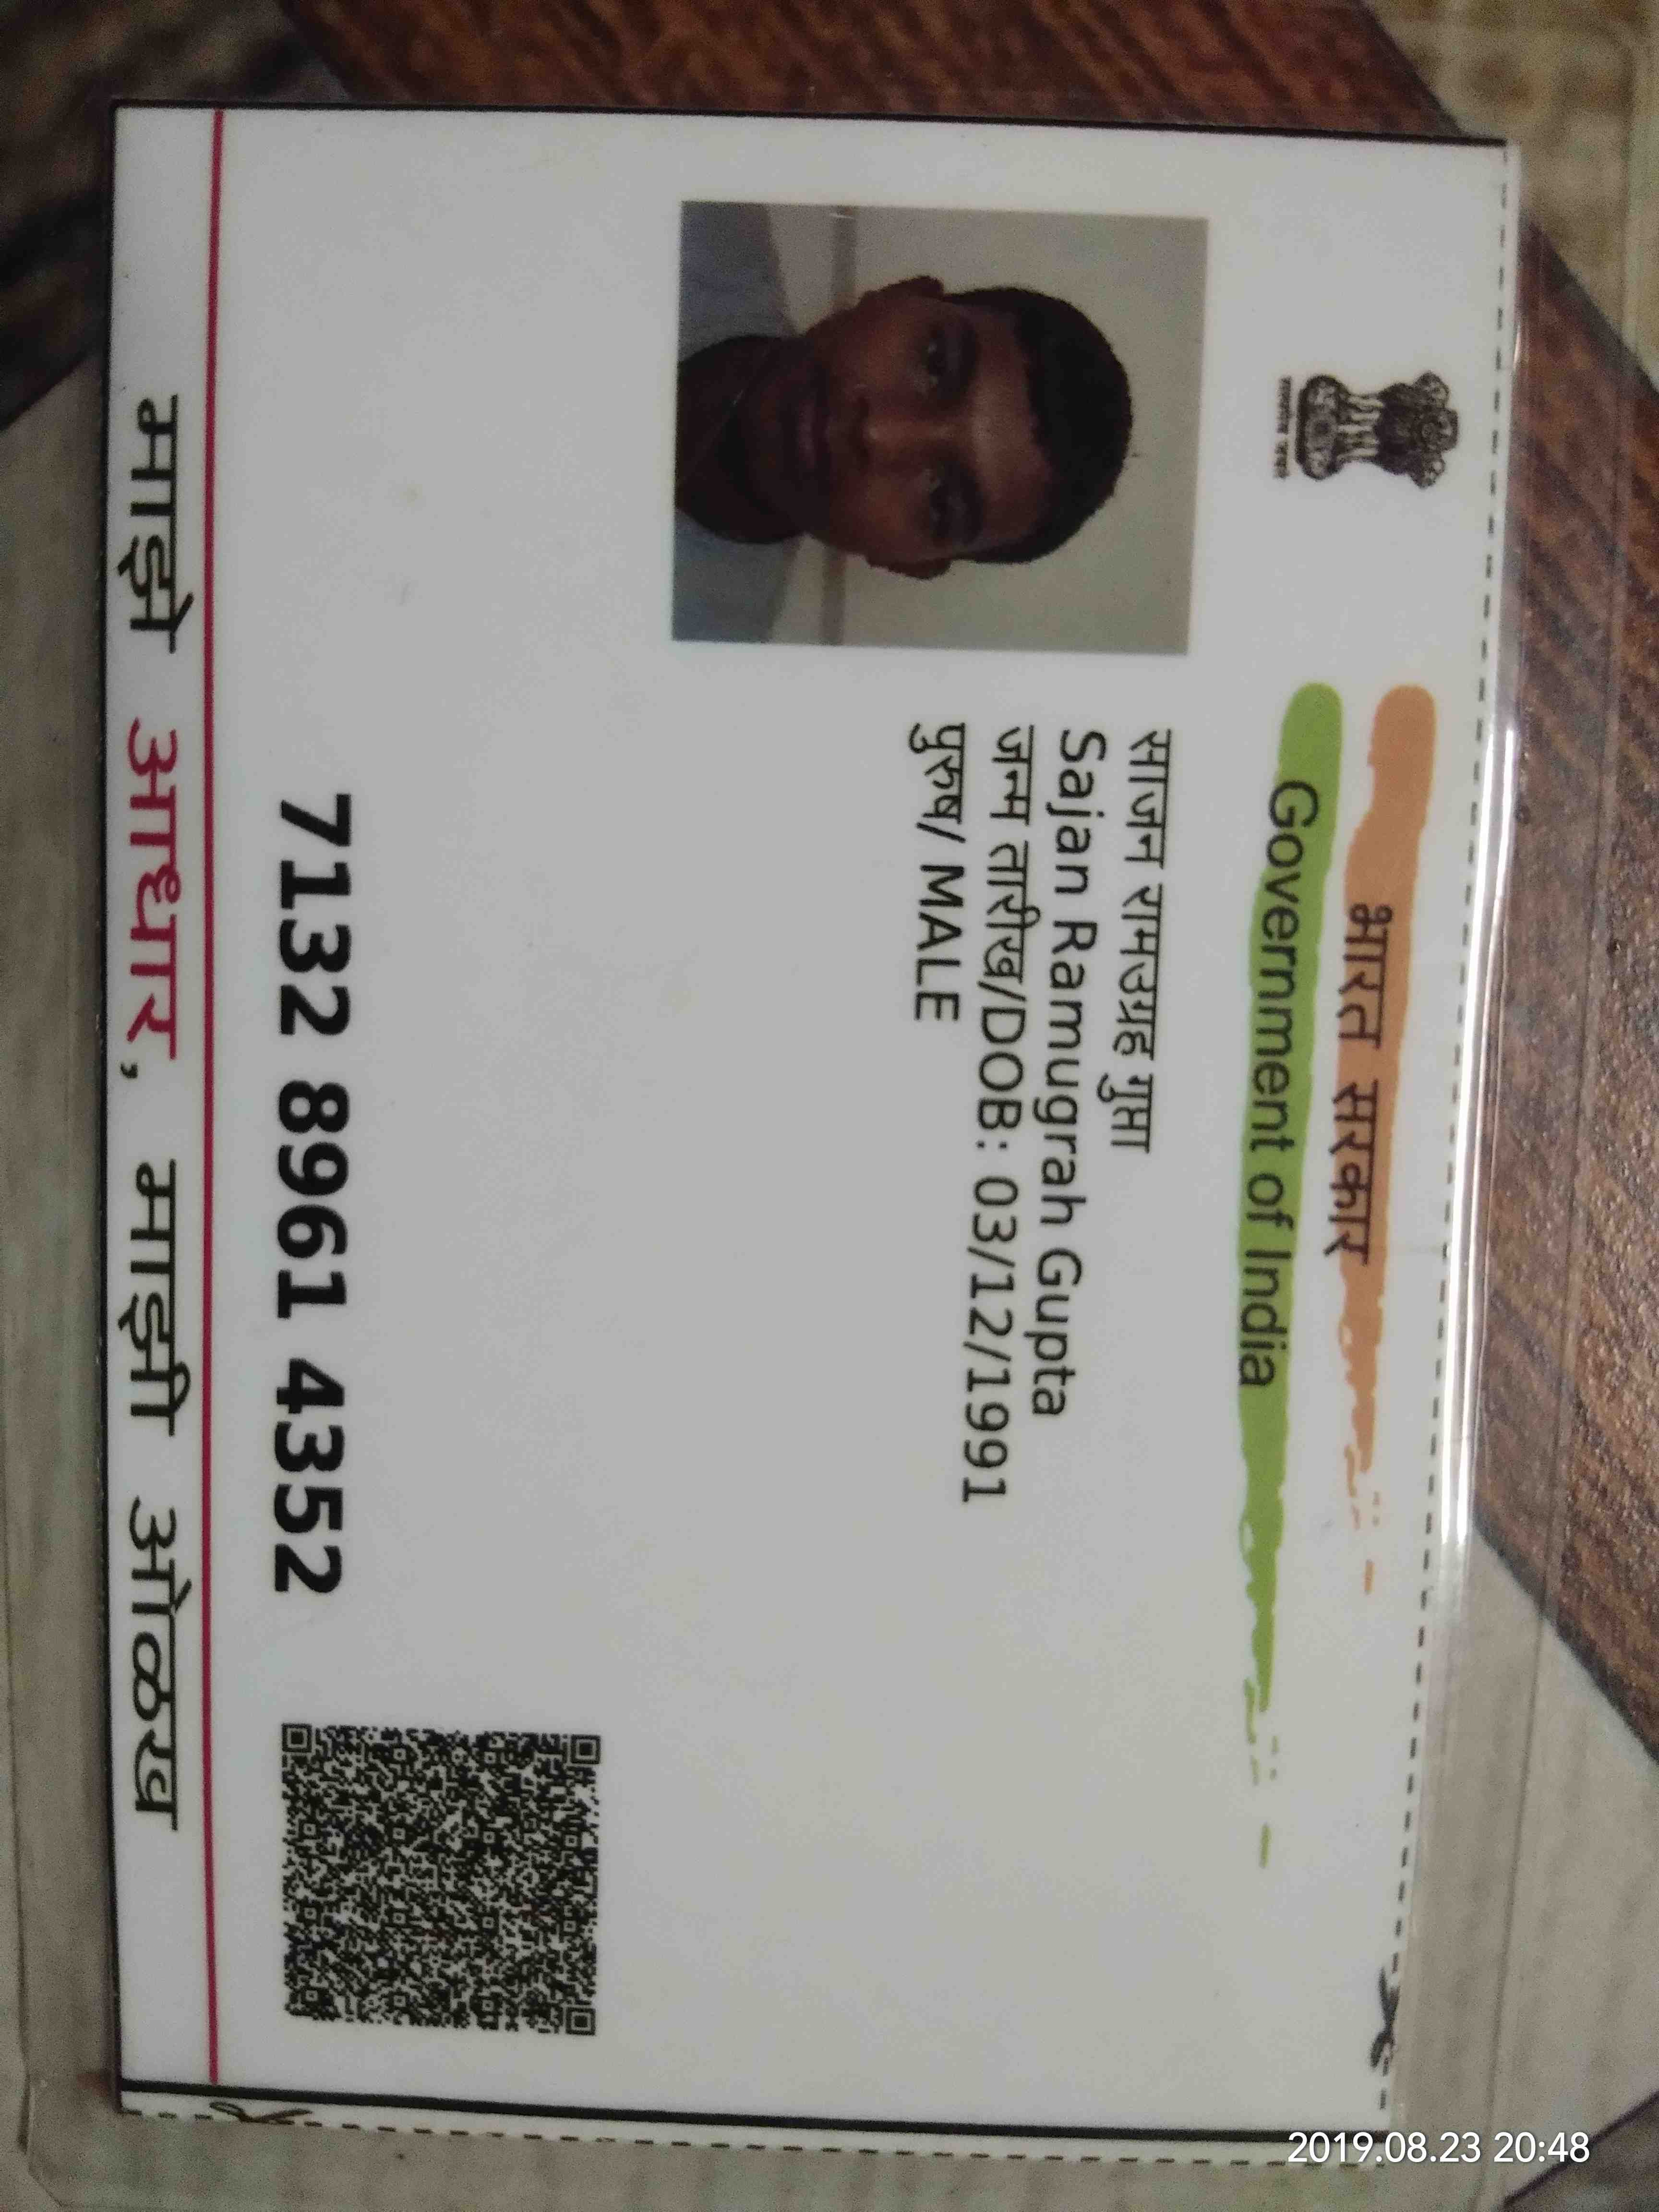 भारत सरकार
Government of India
सत्यमेव जयते
साजन रामउग्रह गुप्ता
Sajan Ramugrah Gupta
जन्म तारीख/DOB: 03/12/1991
पुरुष/ MALE
7132 8961 4352
माझे आधार, माझी ओळख
2019.08.23 20:48